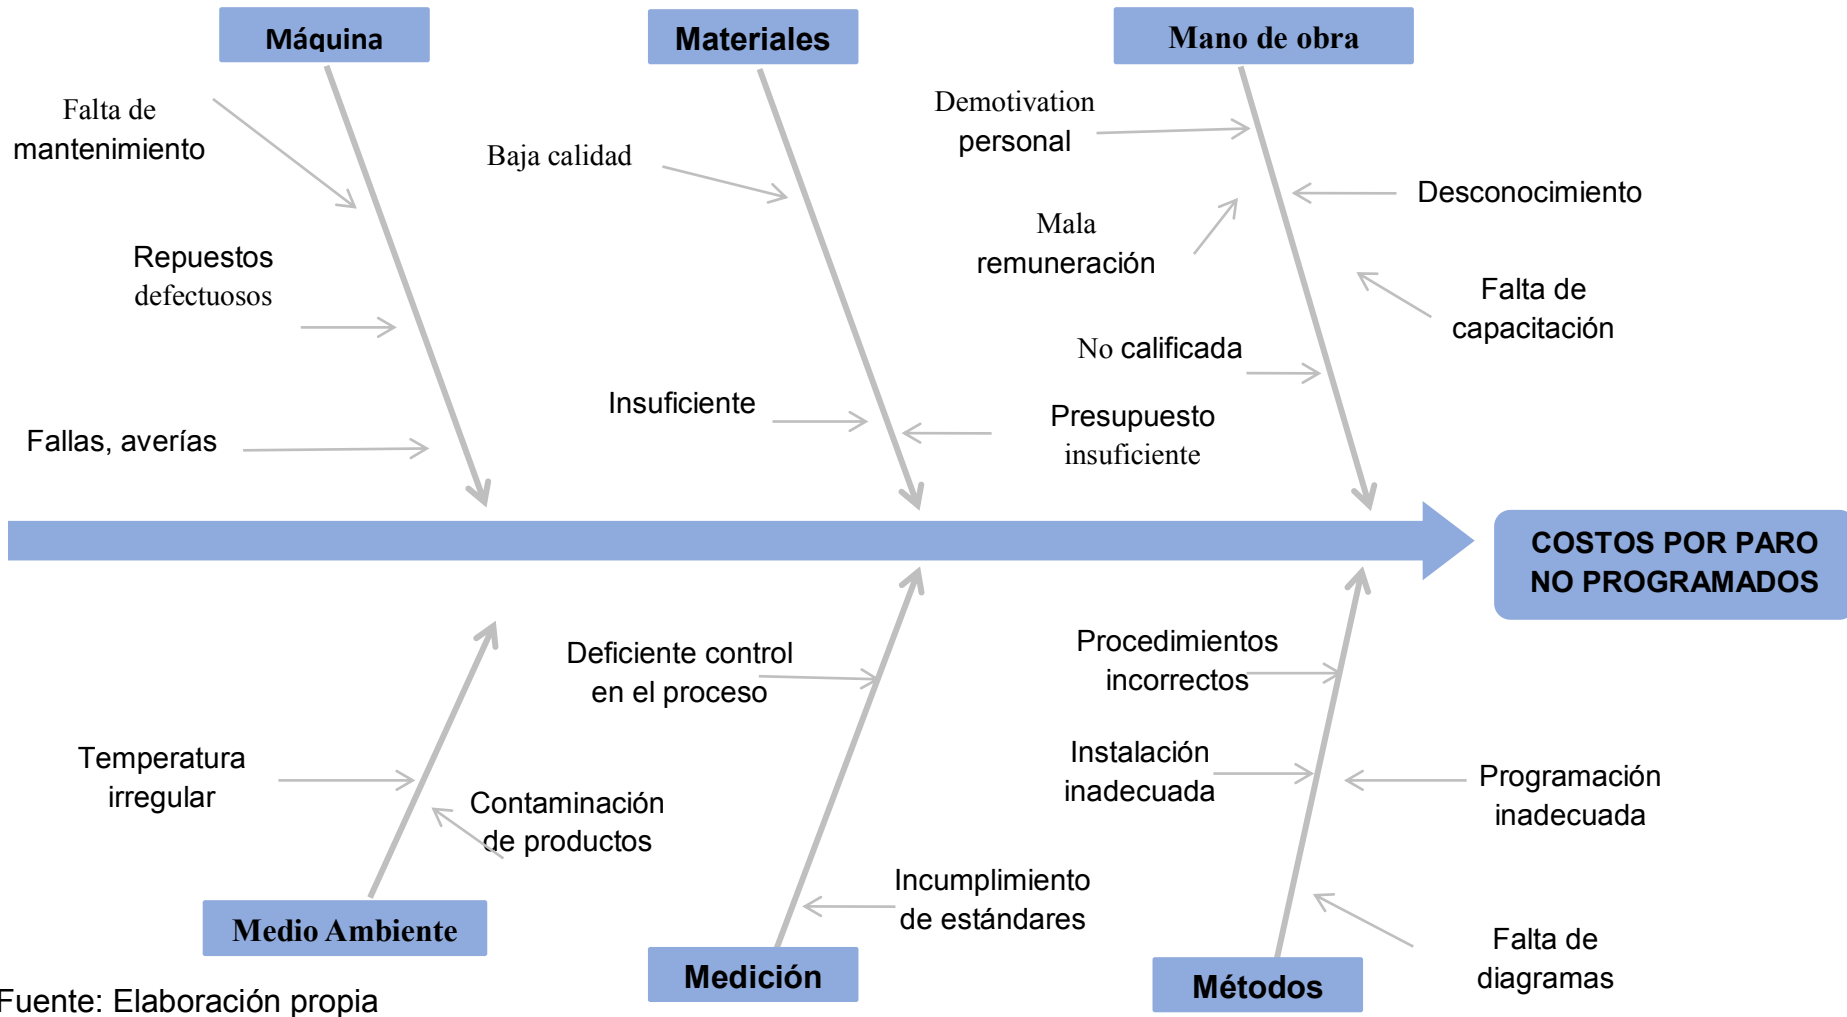 Máquina
Materiales
Mano de obra
Falta de
mantenimiento
Repuestos
defectuosos
Fallas, averías
Baja calidad
Insuficiente
Presupuesto
insuficiente
Demotivation
personal
Mala
remuneración
No calificada
Desconocimiento
Falta de
capacitación
COSTOS POR PARO
NO PROGRAMADOS
Temperatura
irregular
Contaminación
de productos
Medio Ambiente
Deficiente control
en el proceso
Incumplimiento
de estándares
Medición
Procedimientos
incorrectos
Instalación
inadecuada
Programación
inadecuada
Falta de
diagramas
Métodos
Fuente: Elaboración propia